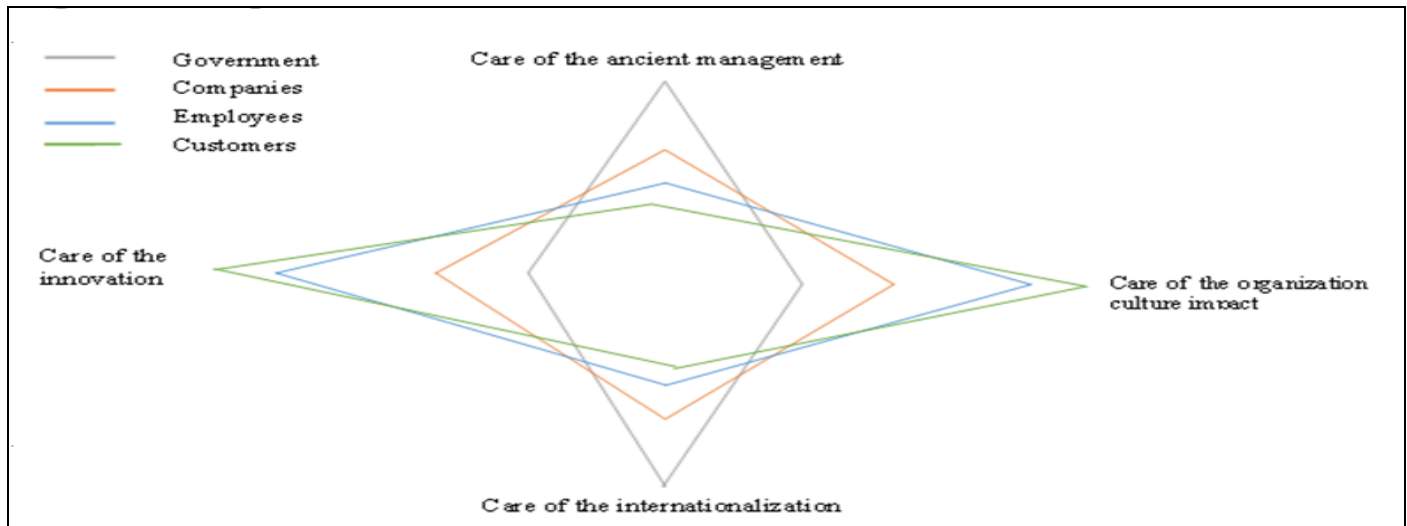 Government
Companies
Employees
Customers
Care of the ancient management
Care of the
innovation
Care of the organization
culture impact
Care of the internationalization